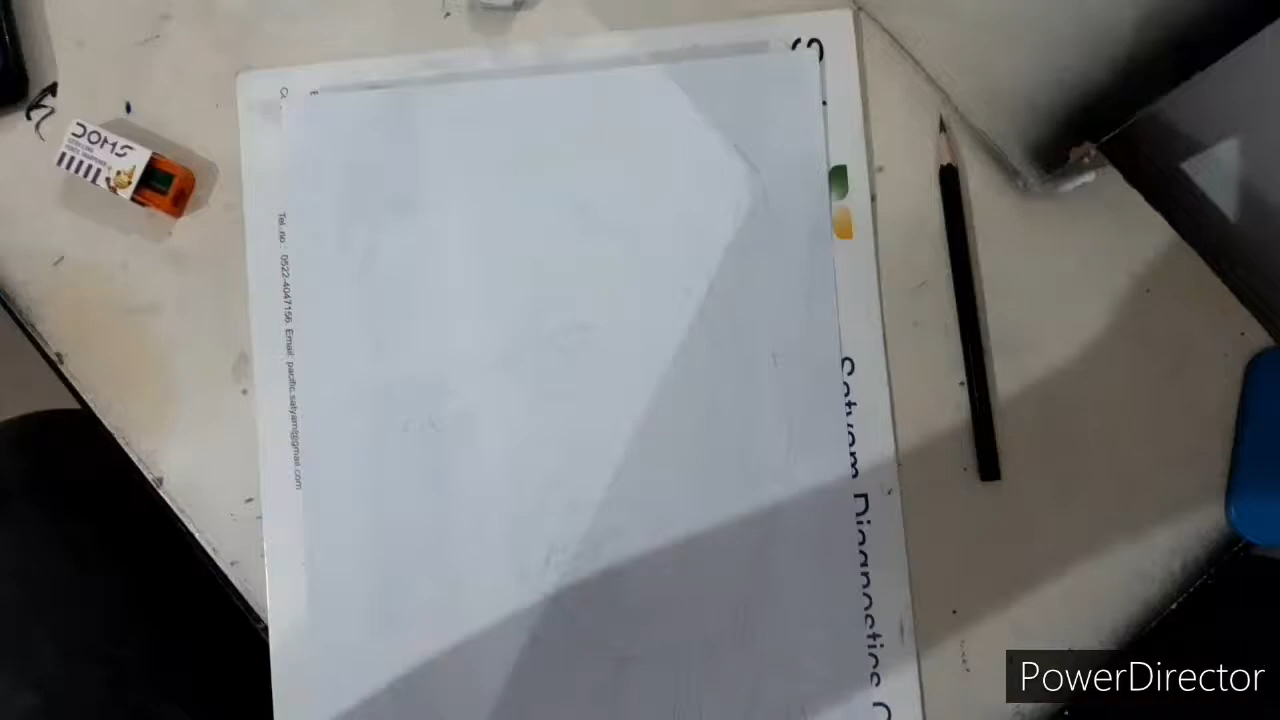 DOMS
Tel. no : 0522-4047156 Email: pacific.satyam@gmail.com
Satyam Diagnostics
PowerDirector